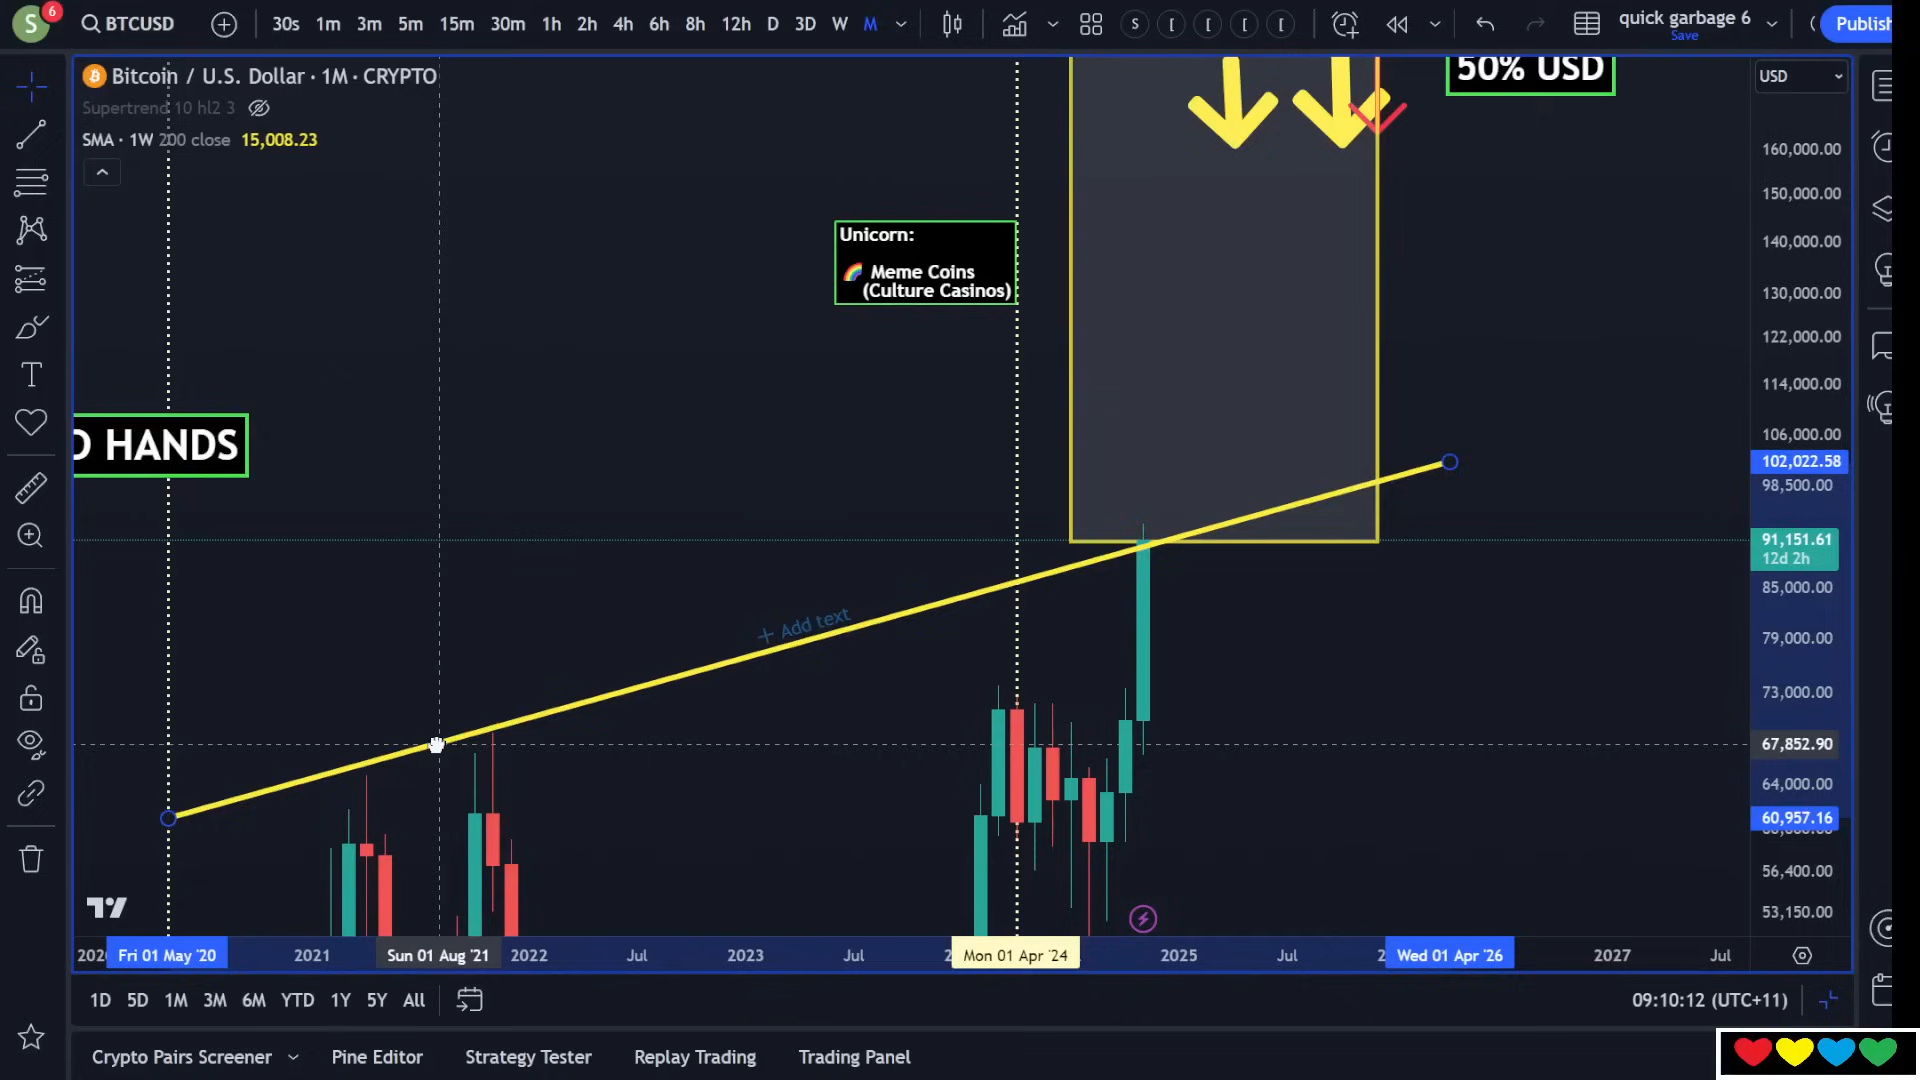 S
6
BTCUSD
30s 1m 3m 5m 15m 30m 1h 2h 4h 6h 8h 12h D 3D W M
S [ [ [ [
quick garbage 6
Save
Publish
Bitcoin / U.S. Dollar · 1M · CRYPTO
Supertrend 10 hl2 3
SMA · 1W 200 close 15,008.23
50% USD
USD
160,000.00
150,000.00
Unicorn:
140,000.00
🌈 Meme Coins
(Culture Casinos)
130,000.00
122,000.00
114,000.00
D HANDS
106,000.00
102,022.58
98,500.00
91,151.61
12d 2h
85,000.00
+ Add text
79,000.00
73,000.00
67,852.90
64,000.00
60,957.16
56,400.00
53,150.00
Fri 01 May '20 2021 Sun 01 Aug '21 2022 Jul 2023 Jul Mon 01 Apr '24 2025 Jul Wed 01 Apr '26 2027 Jul
1D 5D 1M 3M 6M YTD 1Y 5Y All
09:10:12 (UTC+11)
Crypto Pairs Screener Pine Editor Strategy Tester Replay Trading Trading Panel